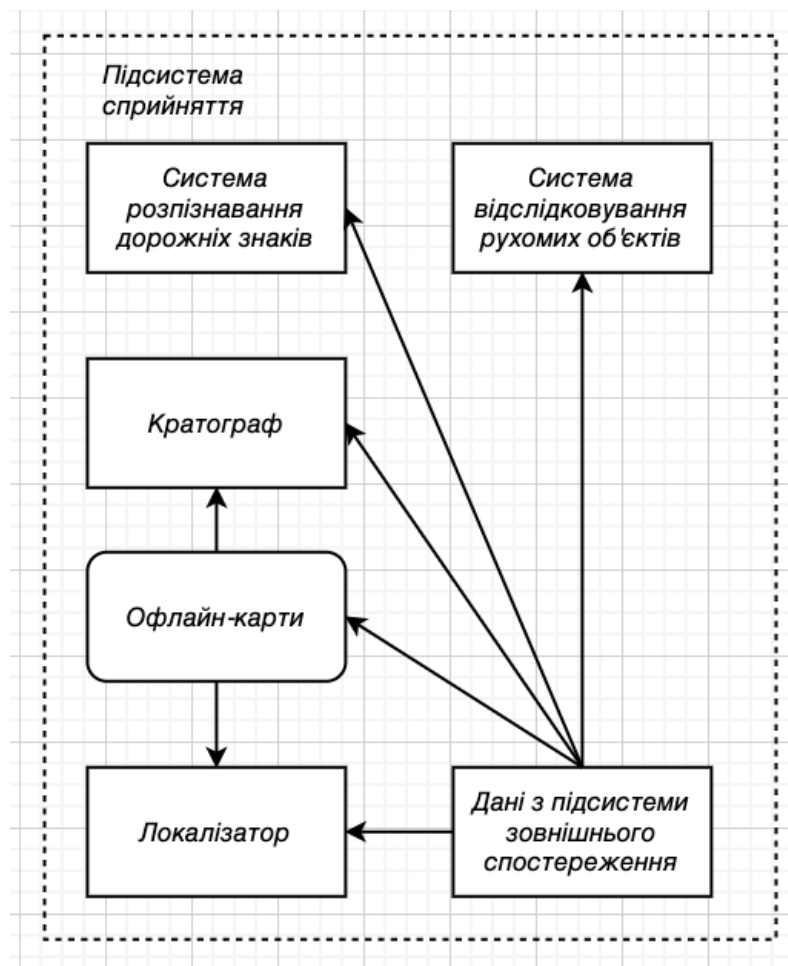 Підсистема
сприйняття
Система
розпізнавання
дорожніх знаків
Система
відслідковування
рухомих об'єктів
Кратограф
Офлайн-карти
Локалізатор
Дані з підсистеми
зовнішнього
спостереження